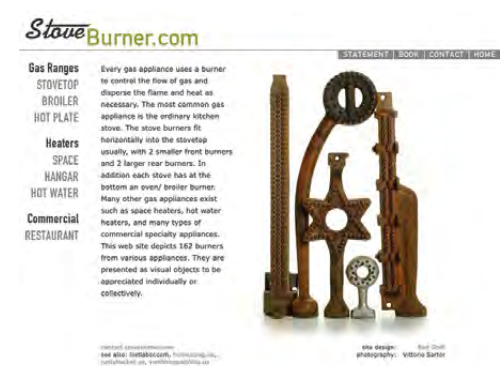 StoveBurner.com
STATEMENT | BOOK | CONTACT | HOME
Gas Ranges
STOVETOP
BROILER
HOT PLATE
Heaters
SPACE
HANGAR
HOT WATER
Commercial
RESTAURANT
Every gas appliance uses a burner
to control the flow of gas and
disperse the flame and heat as
necessary. The most common gas
appliance is the ordinary kitchen
stove. The stove burners fit
horizontally into the stovetop
usually, with 2 smaller front burners
and 2 larger rear burners. In
addition each stove has at the
bottom an oven/ broiler burner.
Many other gas appliances exist
such as space heaters, hot water
heaters, and many types of
commercial specialty appliances.
This web site depicts 162 burners
from various appliances. They are
presented as visual objects to be
appreciated individually or
collectively.
see also:
site design:
photography: Vittorio Sartor